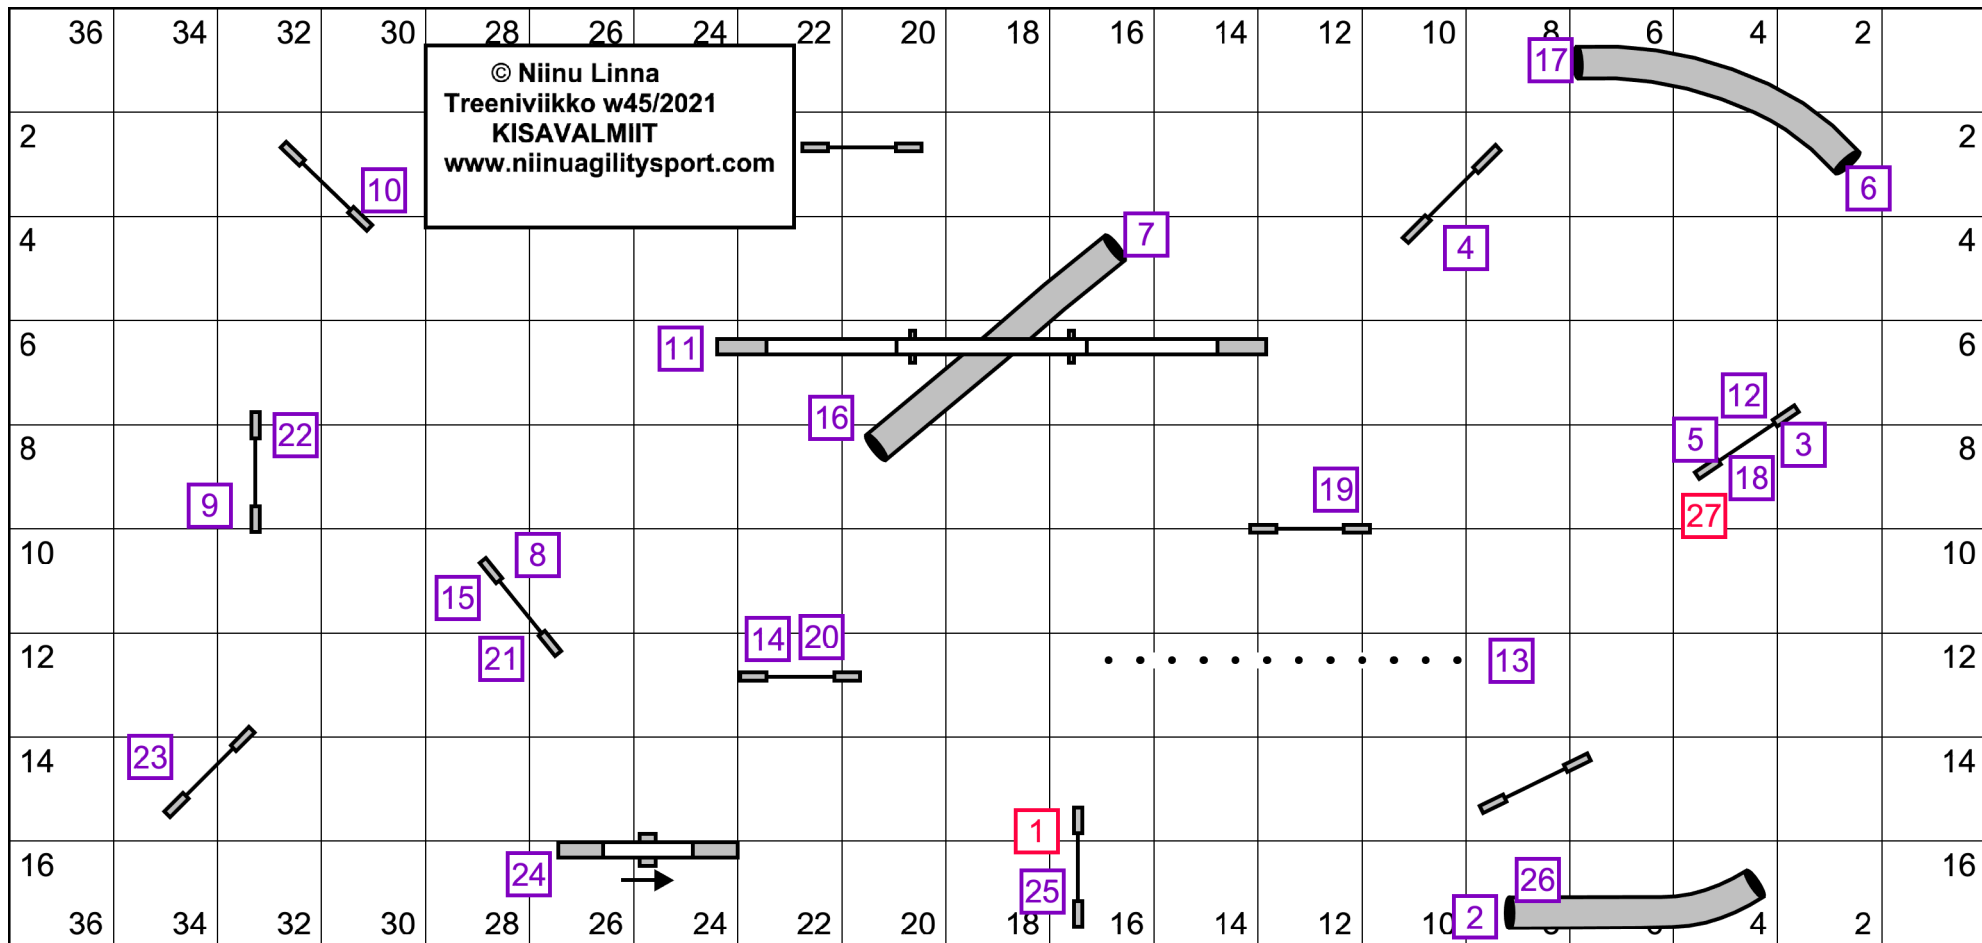 36 34 32 30 28 26 24 22 20 18 16 14 12 10 8 6 4 2
© Niinu Linna
Treeniviikko w45/2021
KISAVALMIIT
www.niinuagilitysport.com
17
2 2
10 6
7 4
4 4
6 11 6
12
16 5 3
8 22 8
18
19
9 27
10 8 10
15
14 20
12 21 13 12
14 23 14
1
16 24 26 16
25 2
36 34 32 30 28 26 24 22 20 18 16 14 12 10 8 6 4 2